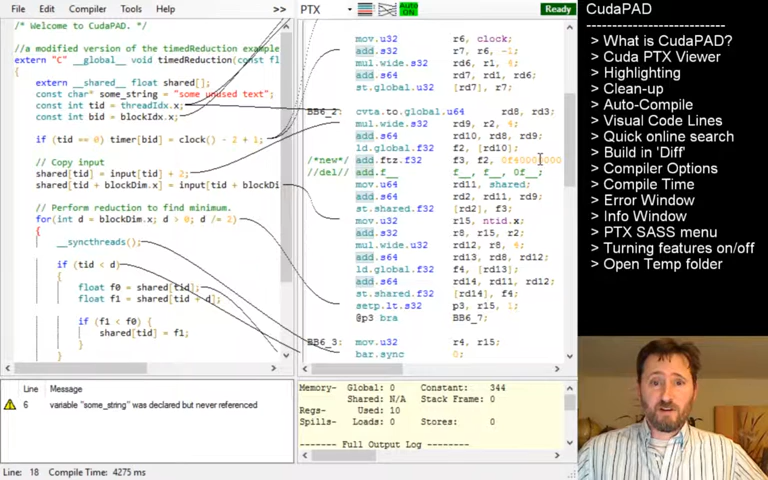 File Edit Compiler Tools Help >>
PTX
Auto ON
Ready
/* Welcome to CudaPAD. */
//a modified version of the timedReduction example
extern "C" __global__ void timedReduction(const fl
{
extern __shared__ float shared[];
const char* some_string = "some unused text";
const int tid = threadIdx.x;
const int bid = blockIdx.x;
if (tid == 0) timer[bid] = clock() - 2 + 1;
// Copy input
shared[tid] = input[tid] + 2;
shared[tid + blockDim.x] = input[tid + blockDi
// Perform reduction to find minimum.
for(int d = blockDim.x; d > 0; d /= 2)
{
__syncthreads();
if (tid < d)
{
float f0 = shared[tid];
float f1 = shared[tid + d];
if (f1 < f0) {
shared[tid] = f1;
}
}
mov.u32 r6, clock;
add.s32 r7, r6, -1;
mul.wide.s32 rd6, r1, 4;
add.s64 rd7, rd1, rd6;
st.global.u32 [rd7], r7;
BB6_2: cvta.to.global.u64 rd8, rd3;
mul.wide.s32 rd9, r2, 4;
add.s64 rd10, rd8, rd9;
ld.global.f32 f2, [rd10];
/*new*/ add.ftz.f32 f3, f2, 0f40000000
//del// add.f__ f__, f__, 0f__;
mov.u64 rd11, shared;
add.s64 rd2, rd11, rd9;
st.shared.f32 [rd2], f3;
mov.u32 r15, ntid.x;
add.s32 r8, r15, r2;
mul.wide.u32 rd12, r8, 4;
add.s64 rd13, rd8, rd12;
ld.global.f32 f4, [rd13];
add.s64 rd14, rd11, rd12;
st.shared.f32 [rd14], f4;
setp.lt.s32 p3, r15, 1;
@p3 bra BB6_7;
BB6_3: mov.u32 r4, r15;
bar.sync 0;
Line Message
6 variable "some_string" was declared but never referenced
Memory- Global: 0 Constant: 344
Shared: N/A Stack Frame: 0
Regs- Used: 10
Spills- Loads: 0 Stores: 0
------- Full Output Log -------
Line: 18 Compile Time: 4275 ms
CudaPAD
> What is CudaPAD?
> Cuda PTX Viewer
> Highlighting
> Clean-up
> Auto-Compile
> Visual Code Lines
> Quick online search
> Build in 'Diff'
> Compiler Options
> Compile Time
> Error Window
> Info Window
> PTX SASS menu
> Turning features on/off
> Open Temp folder